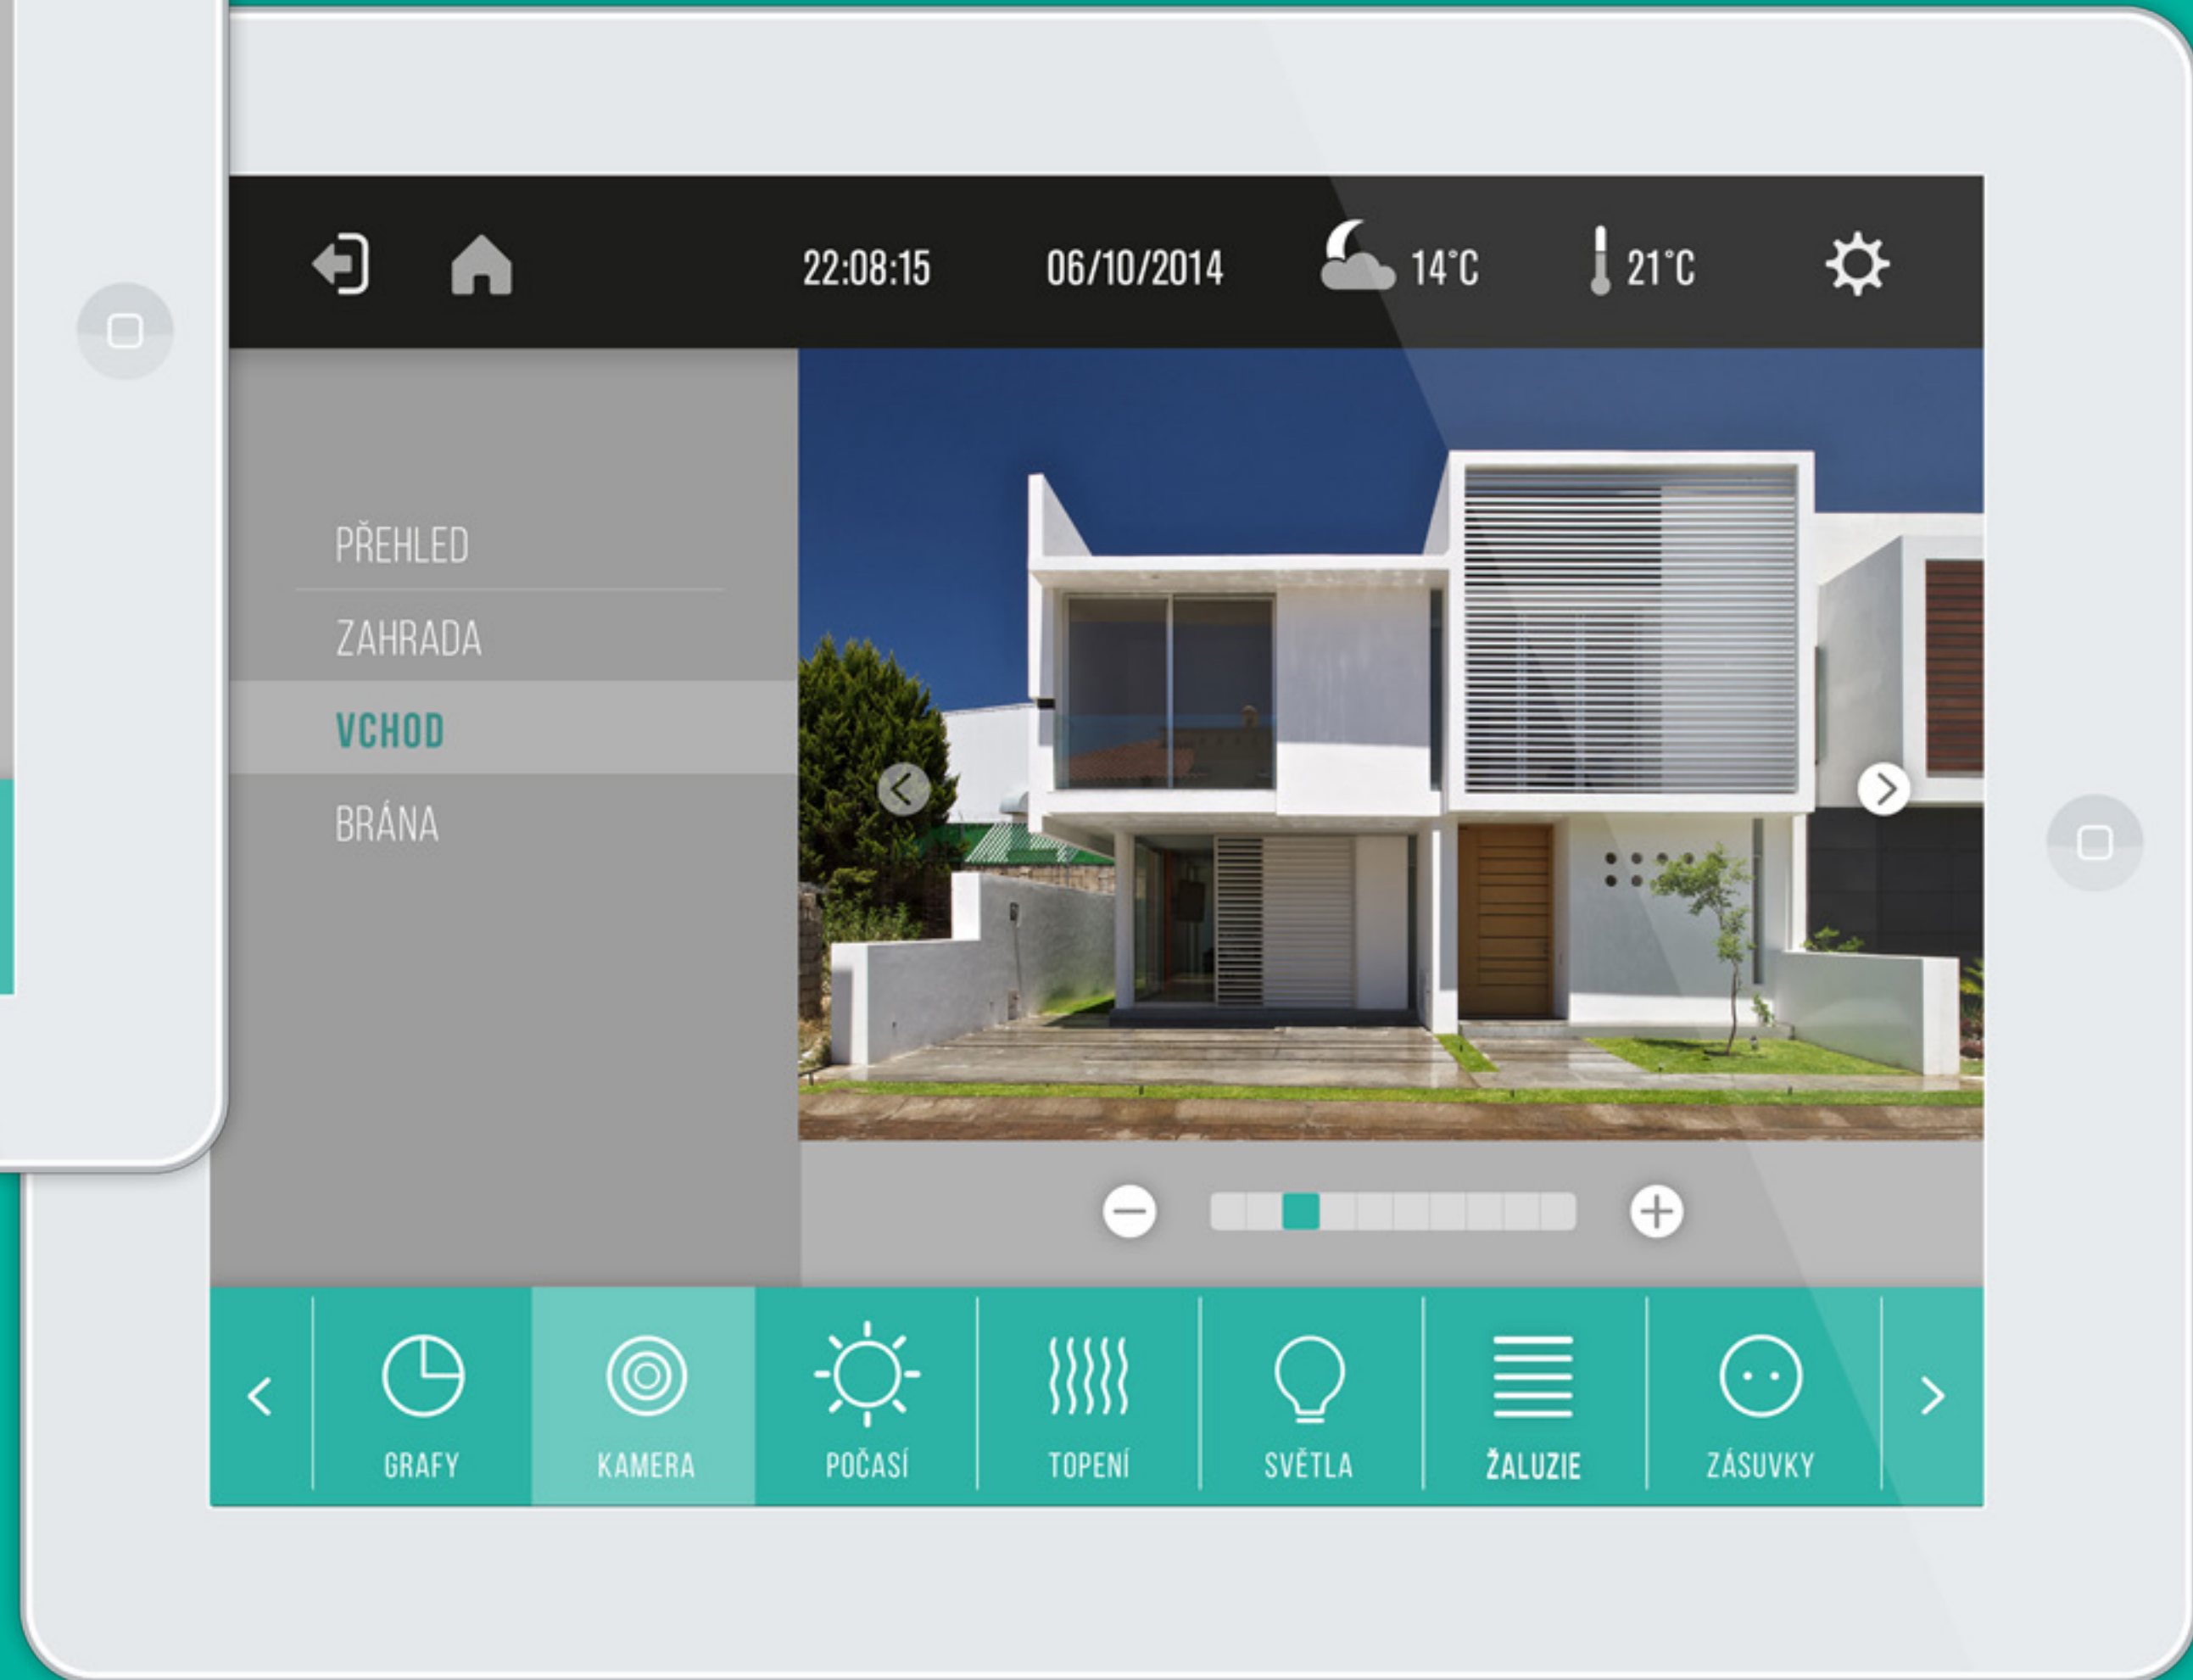 22:08:15
06/10/2014
14°C
21°C
PŘEHLED
ZAHRADA
VCHOD
BRÁNA
GRAFY
KAMERA
POČASÍ
TOPENÍ
SVĚTLA
ŽALUZIE
ZÁSUVKY